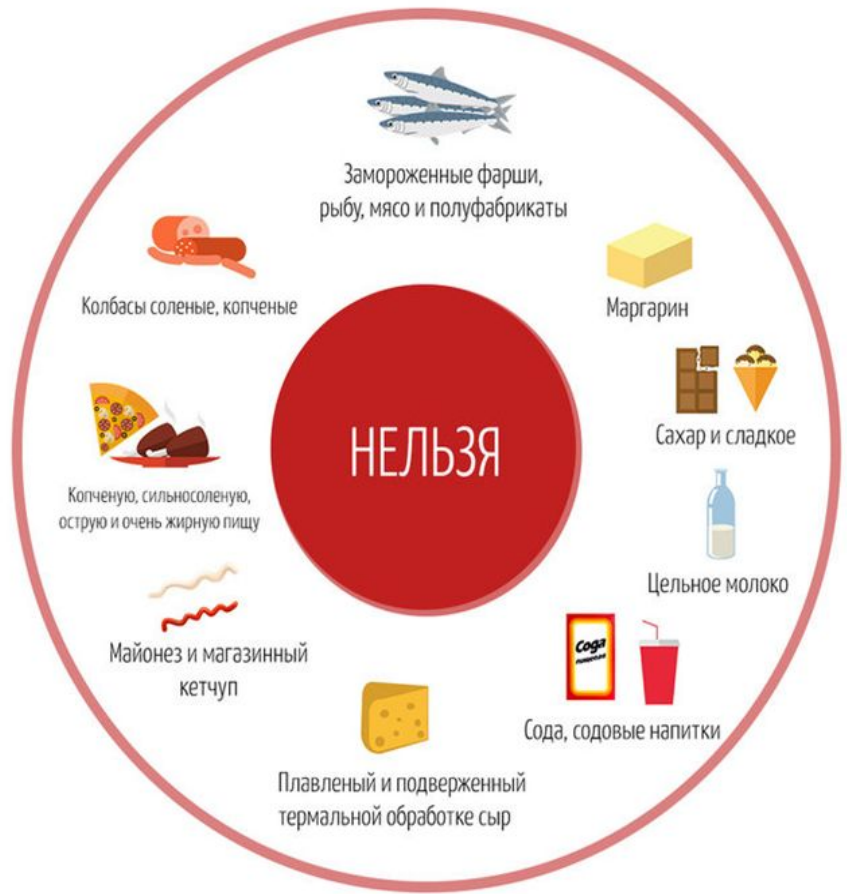 Замороженные фарши,
рыбу, мясо и полуфабрикаты
Маргарин
Сахар и сладкое
Цельное молоко
Сода
Сода, содовые напитки
Плавленый и подверженный
термальной обработке сыр
Майонез и магазинный
кетчуп
Копченую, сильносоленую,
острую и очень жирную пищу
Колбасы соленые, копченые
НЕЛЬЗЯ